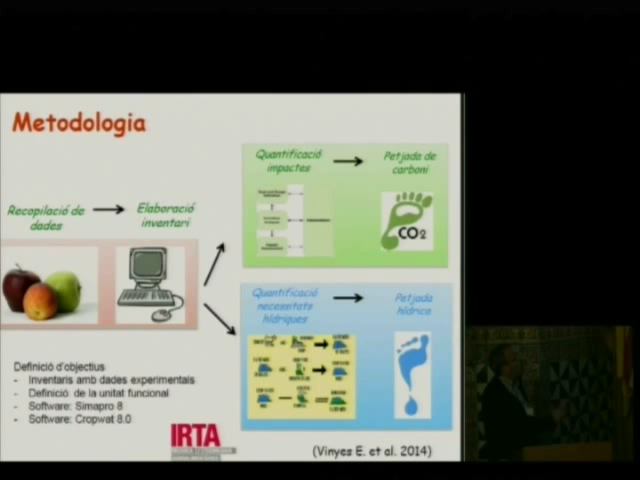 Metodologia
Recopilació de
dades
Elaboració
inventari
Quantificació
impactes
Petjada de
carboni
CO2
Quantificació
necessitats
hídriques
Petjada
hídrica
Definició d'objectius
- Inventaris amb dades experimentals
- Definició de la unitat funcional
- Software: Simapro 8
- Software: Cropwat 8.0
IRTA
(Vinyes E. et al. 2014)